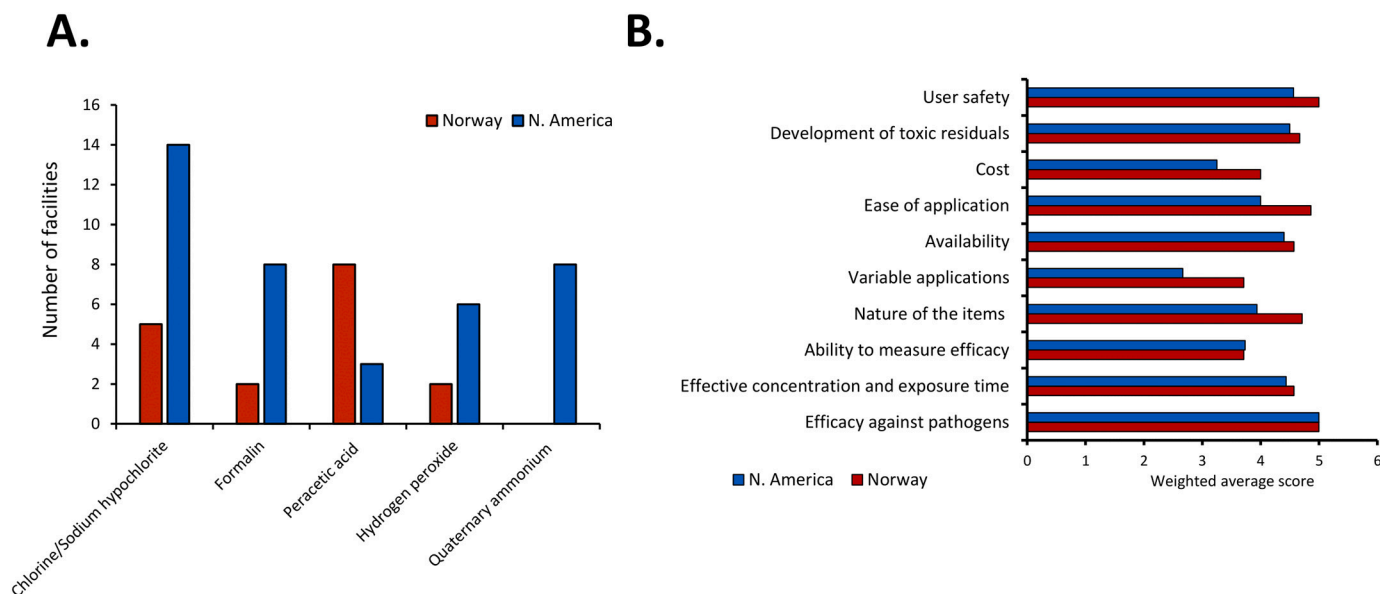 A.
B.
16
14
12
10
8
6
4
2
0
Number of facilities
Norway N. America
Chlorine/Sodium hypochlorite
Formalin
Peracetic acid
Hydrogen peroxide
Quaternary ammonium
User safety
Development of toxic residuals
Cost
Ease of application
Availability
Variable applications
Nature of the items
Ability to measure efficacy
Effective concentration and exposure time
Efficacy against pathogens
0 1 2 3 4 5 6
Weighted average score
N. America Norway